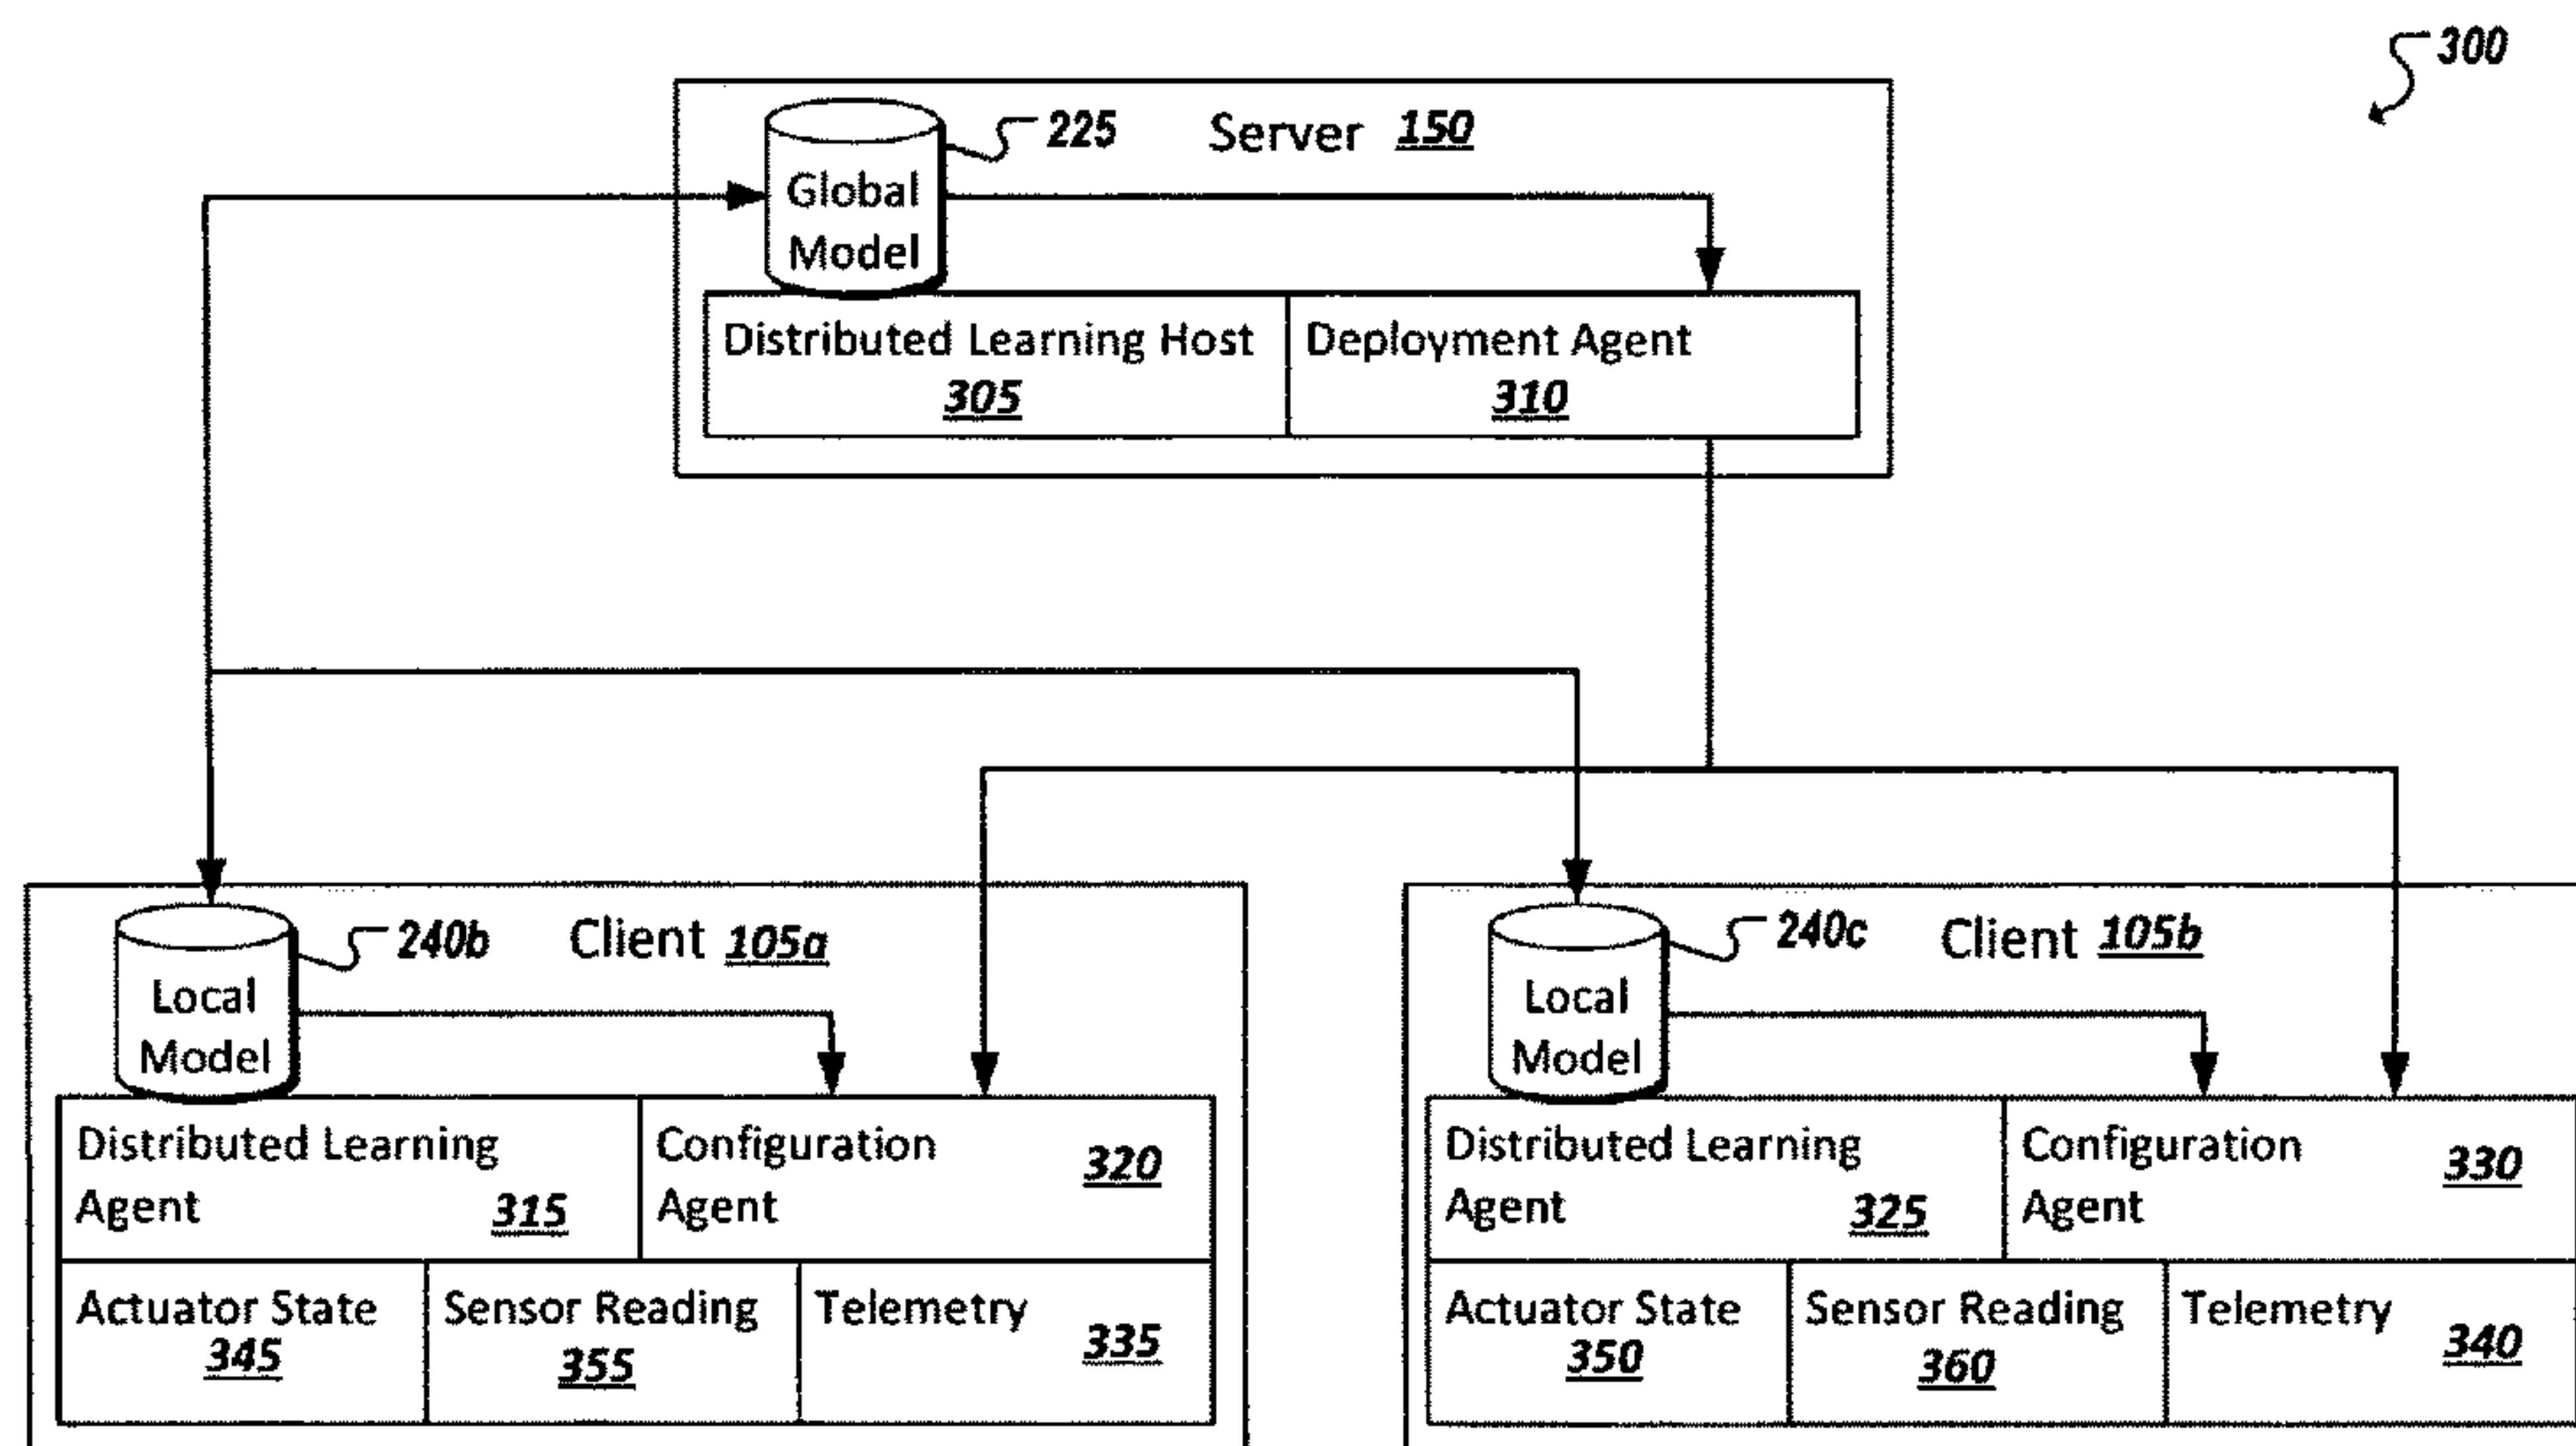 300
225
Server 150
Global
Model
Distributed Learning Host
305
Deployment Agent
310
240b
Client 105a
Local
Model
Distributed Learning
Agent
315
Configuration
Agent
320
Actuator State
345
Sensor Reading
355
Telemetry
335
240c
Client 105b
Local
Model
Distributed Learning
Agent
325
Configuration
Agent
330
Actuator State
350
Sensor Reading
360
Telemetry
340